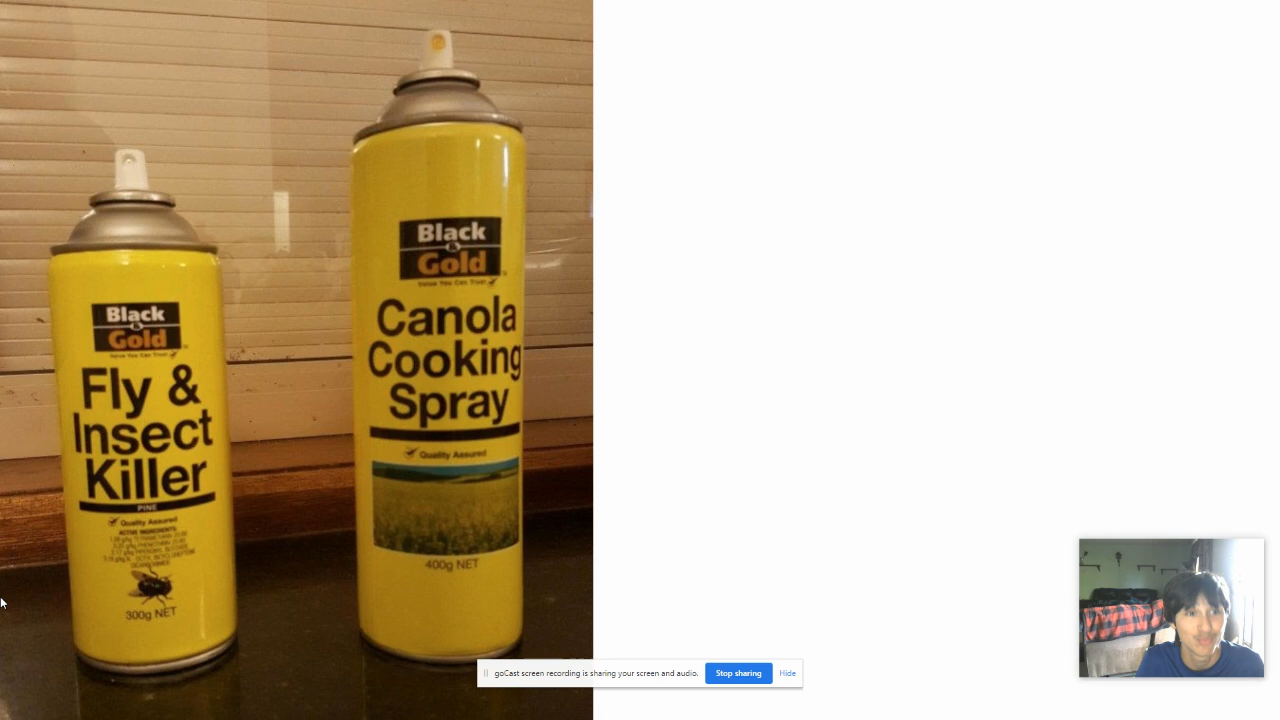 Black
&
Gold
Value You Can Trust
Fly &
Insect
Killer
PINE
Quality Assured
ACTIVE INGREDIENTS:
300g NET
Black
&
Gold
Value You Can Trust
Canola
Cooking
Spray
Quality Assured
400g NET
goCast screen recording is sharing your screen and audio.
Stop sharing
Hide